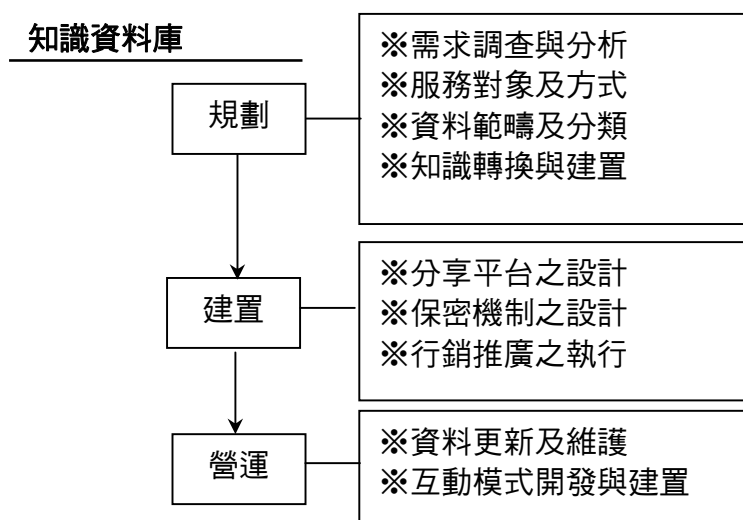 知識資料庫
規劃
※需求調查與分析
※服務對象及方式
※資料範疇及分類
※知識轉換與建置
建置
※分享平台之設計
※保密機制之設計
※行銷推廣之執行
營運
※資料更新及維護
※互動模式開發與建置